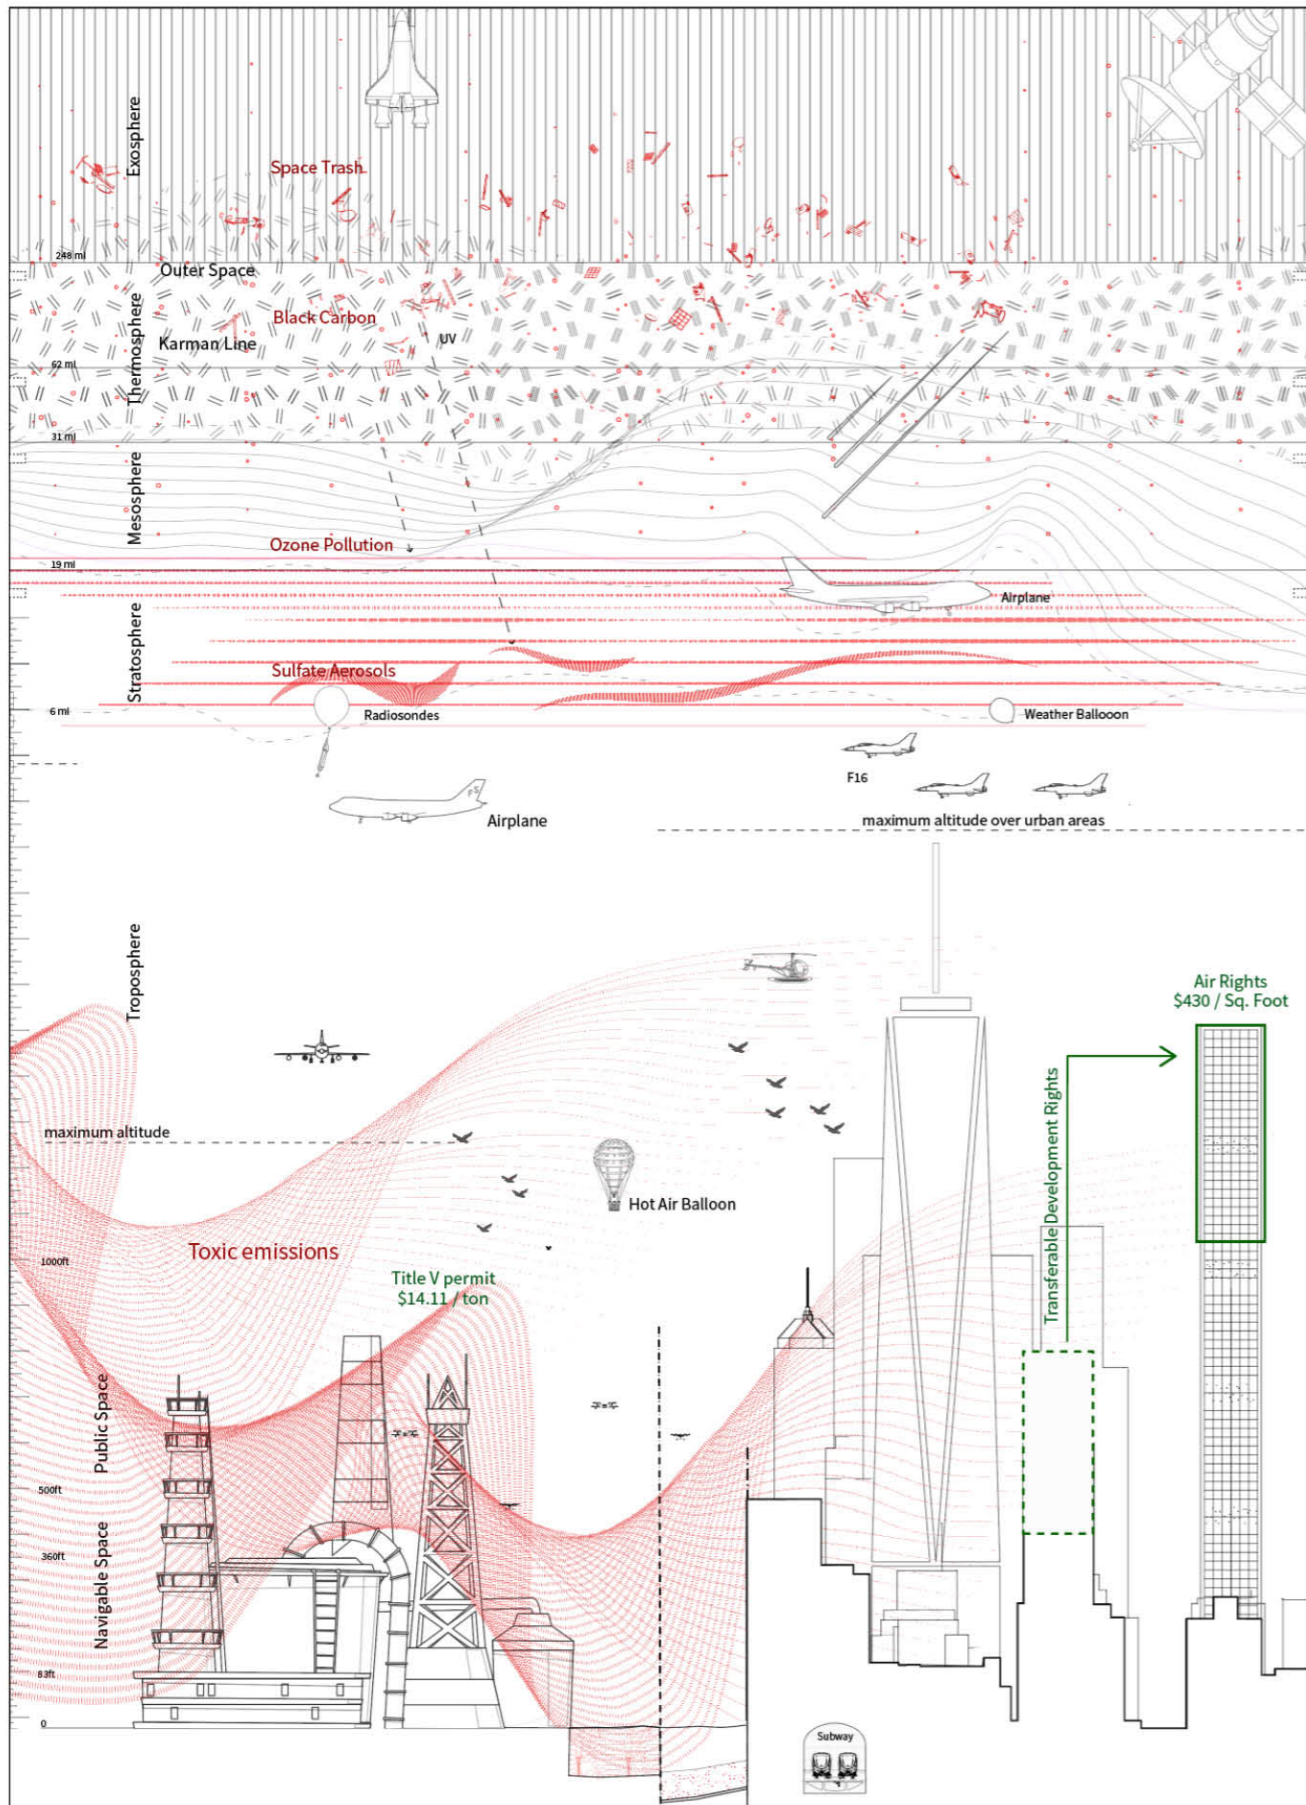 Exosphere
Space Trash
248 mi
Outer Space
Thermosphere
Black Carbon
Karman Line
UV
62 mi
31 mi
Mesosphere
Ozone Pollution
19 mi
Airplane
Stratosphere
Sulfate Aerosols
6 mi
Radiosondes
Weather Ballooon
F16
FS
Airplane
maximum altitude over urban areas
Troposphere
Air Rights
$430 / Sq. Foot
Transferable Development Rights
maximum altitude
Hot Air Balloon
Toxic emissions
1000ft
Title V permit
$14.11 / ton
Public Space
500ft
Navigable Space
360ft
83ft
0
Subway